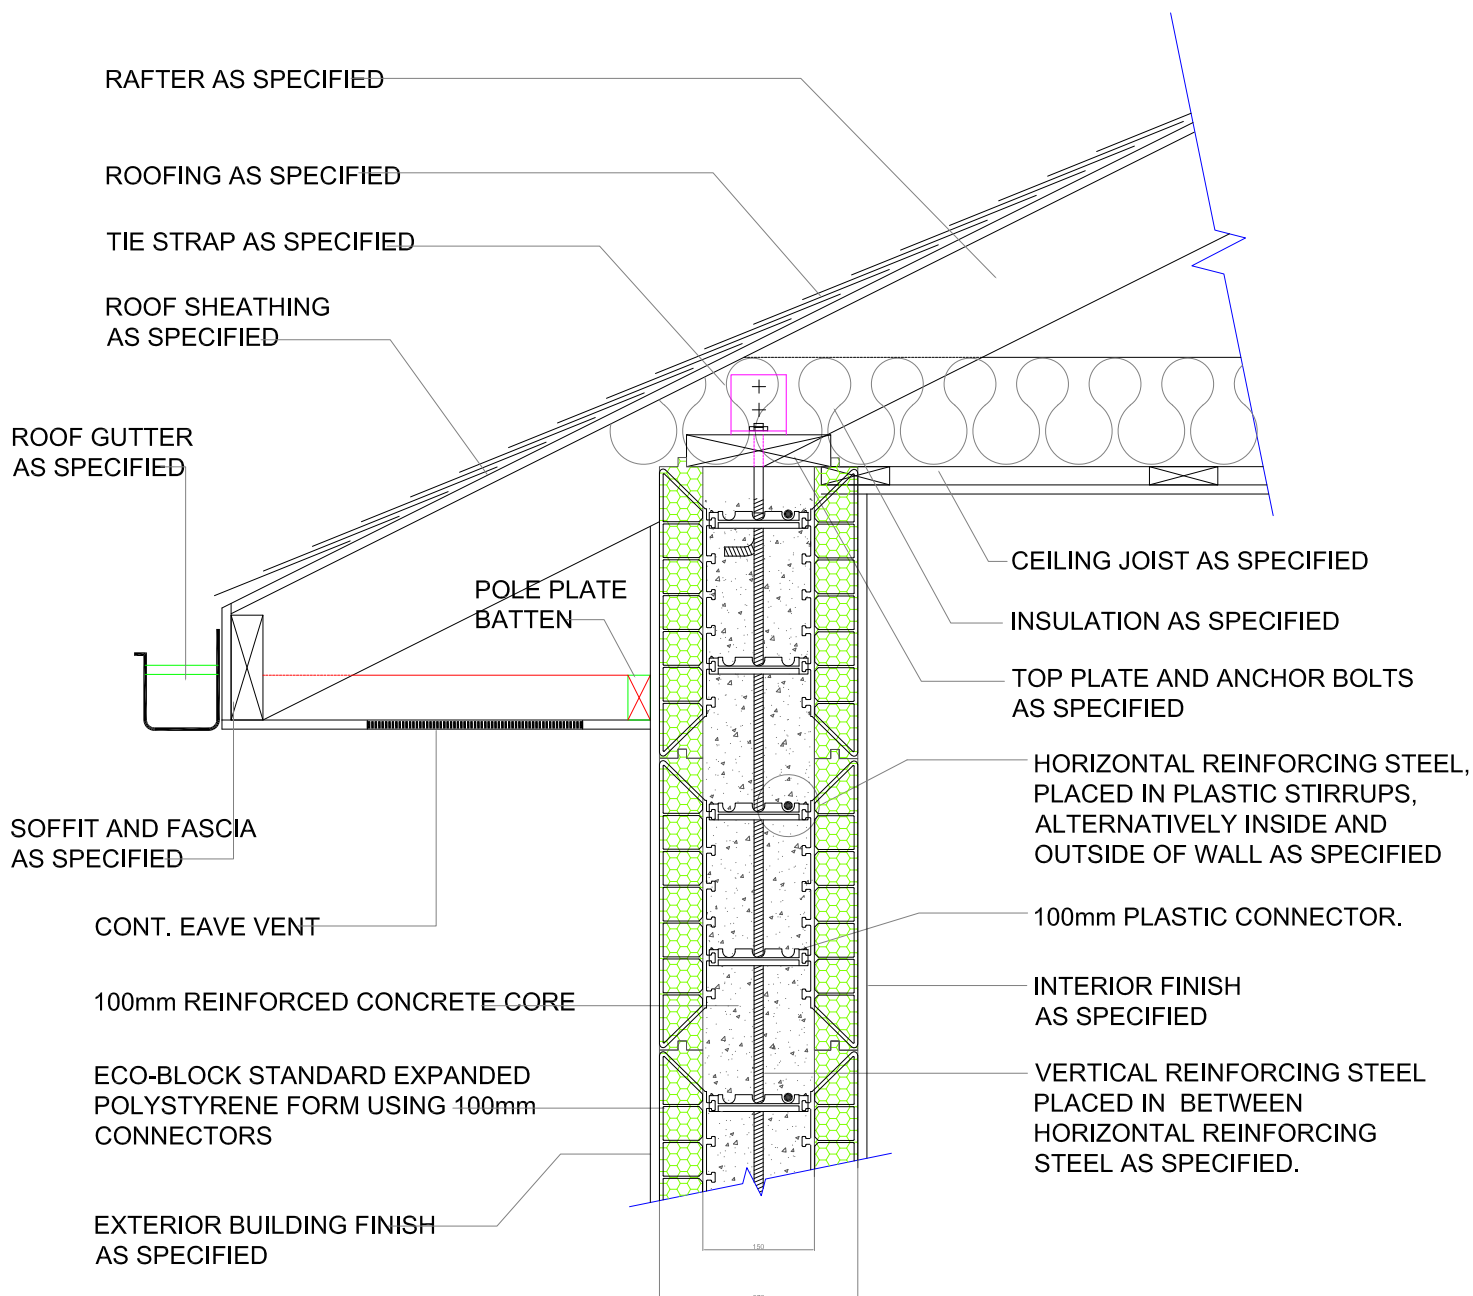 RAFTER AS SPECIFIED
ROOFING AS SPECIFIED
TIE STRAP AS SPECIFIED
ROOF SHEATHING
AS SPECIFIED
ROOF GUTTER
AS SPECIFIED
POLE PLATE
BATTEN
SOFFIT AND FASCIA
AS SPECIFIED
CONT. EAVE VENT
100mm REINFORCED CONCRETE CORE
ECO-BLOCK STANDARD EXPANDED
POLYSTYRENE FORM USING 100mm
CONNECTORS
EXTERIOR BUILDING FINISH
AS SPECIFIED
CEILING JOIST AS SPECIFIED
INSULATION AS SPECIFIED
TOP PLATE AND ANCHOR BOLTS
AS SPECIFIED
HORIZONTAL REINFORCING STEEL,
PLACED IN PLASTIC STIRRUPS,
ALTERNATIVELY INSIDE AND
OUTSIDE OF WALL AS SPECIFIED
100mm PLASTIC CONNECTOR.
INTERIOR FINISH
AS SPECIFIED
VERTICAL REINFORCING STEEL
PLACED IN BETWEEN
HORIZONTAL REINFORCING
STEEL AS SPECIFIED.
150